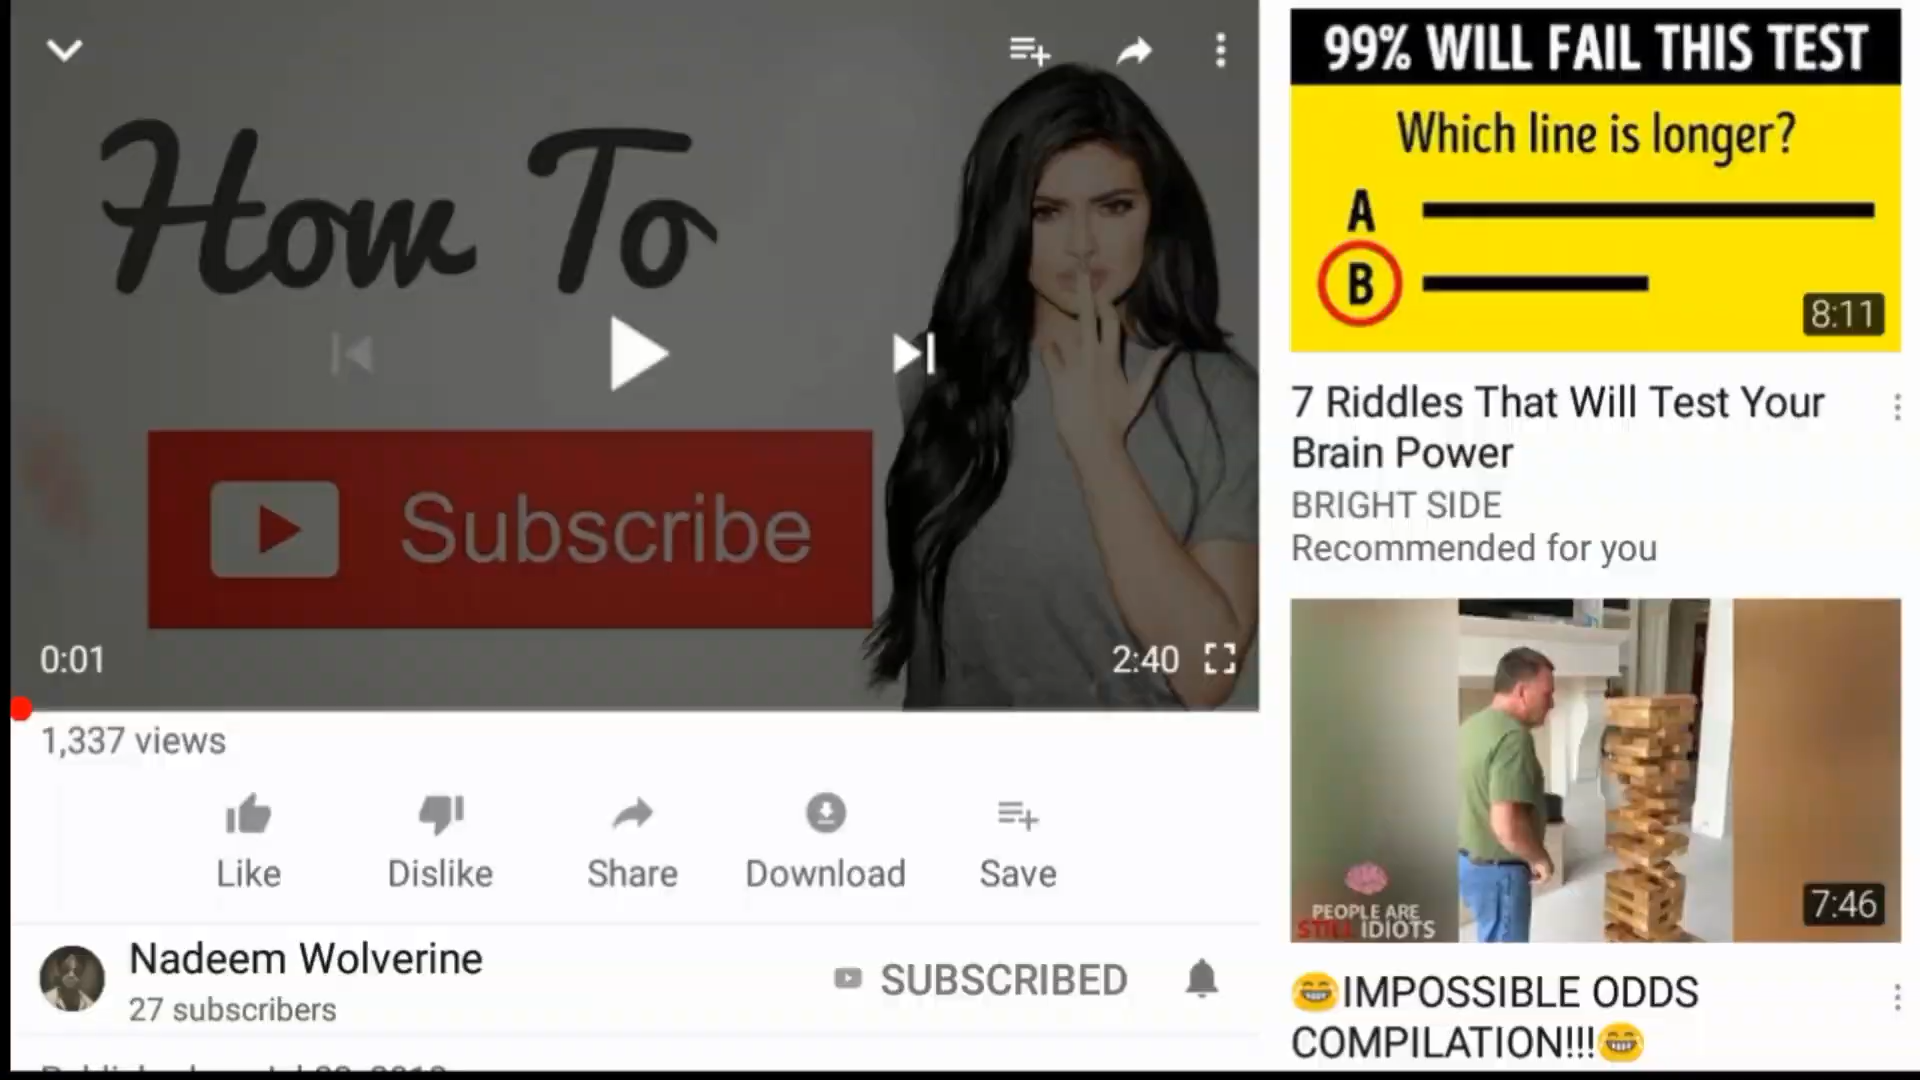 How To
Subscribe
0:01
2:40
1,337 views
Like
Dislike
Share
Download
Save
Nadeem Wolverine
27 subscribers
SUBSCRIBED
99% WILL FAIL THIS TEST
Which line is longer?
A
B
8:11
7 Riddles That Will Test Your
Brain Power
BRIGHT SIDE
Recommended for you
PEOPLE ARE
STILL IDIOTS
7:46
😂IMPOSSIBLE ODDS
COMPILATION!!!😂